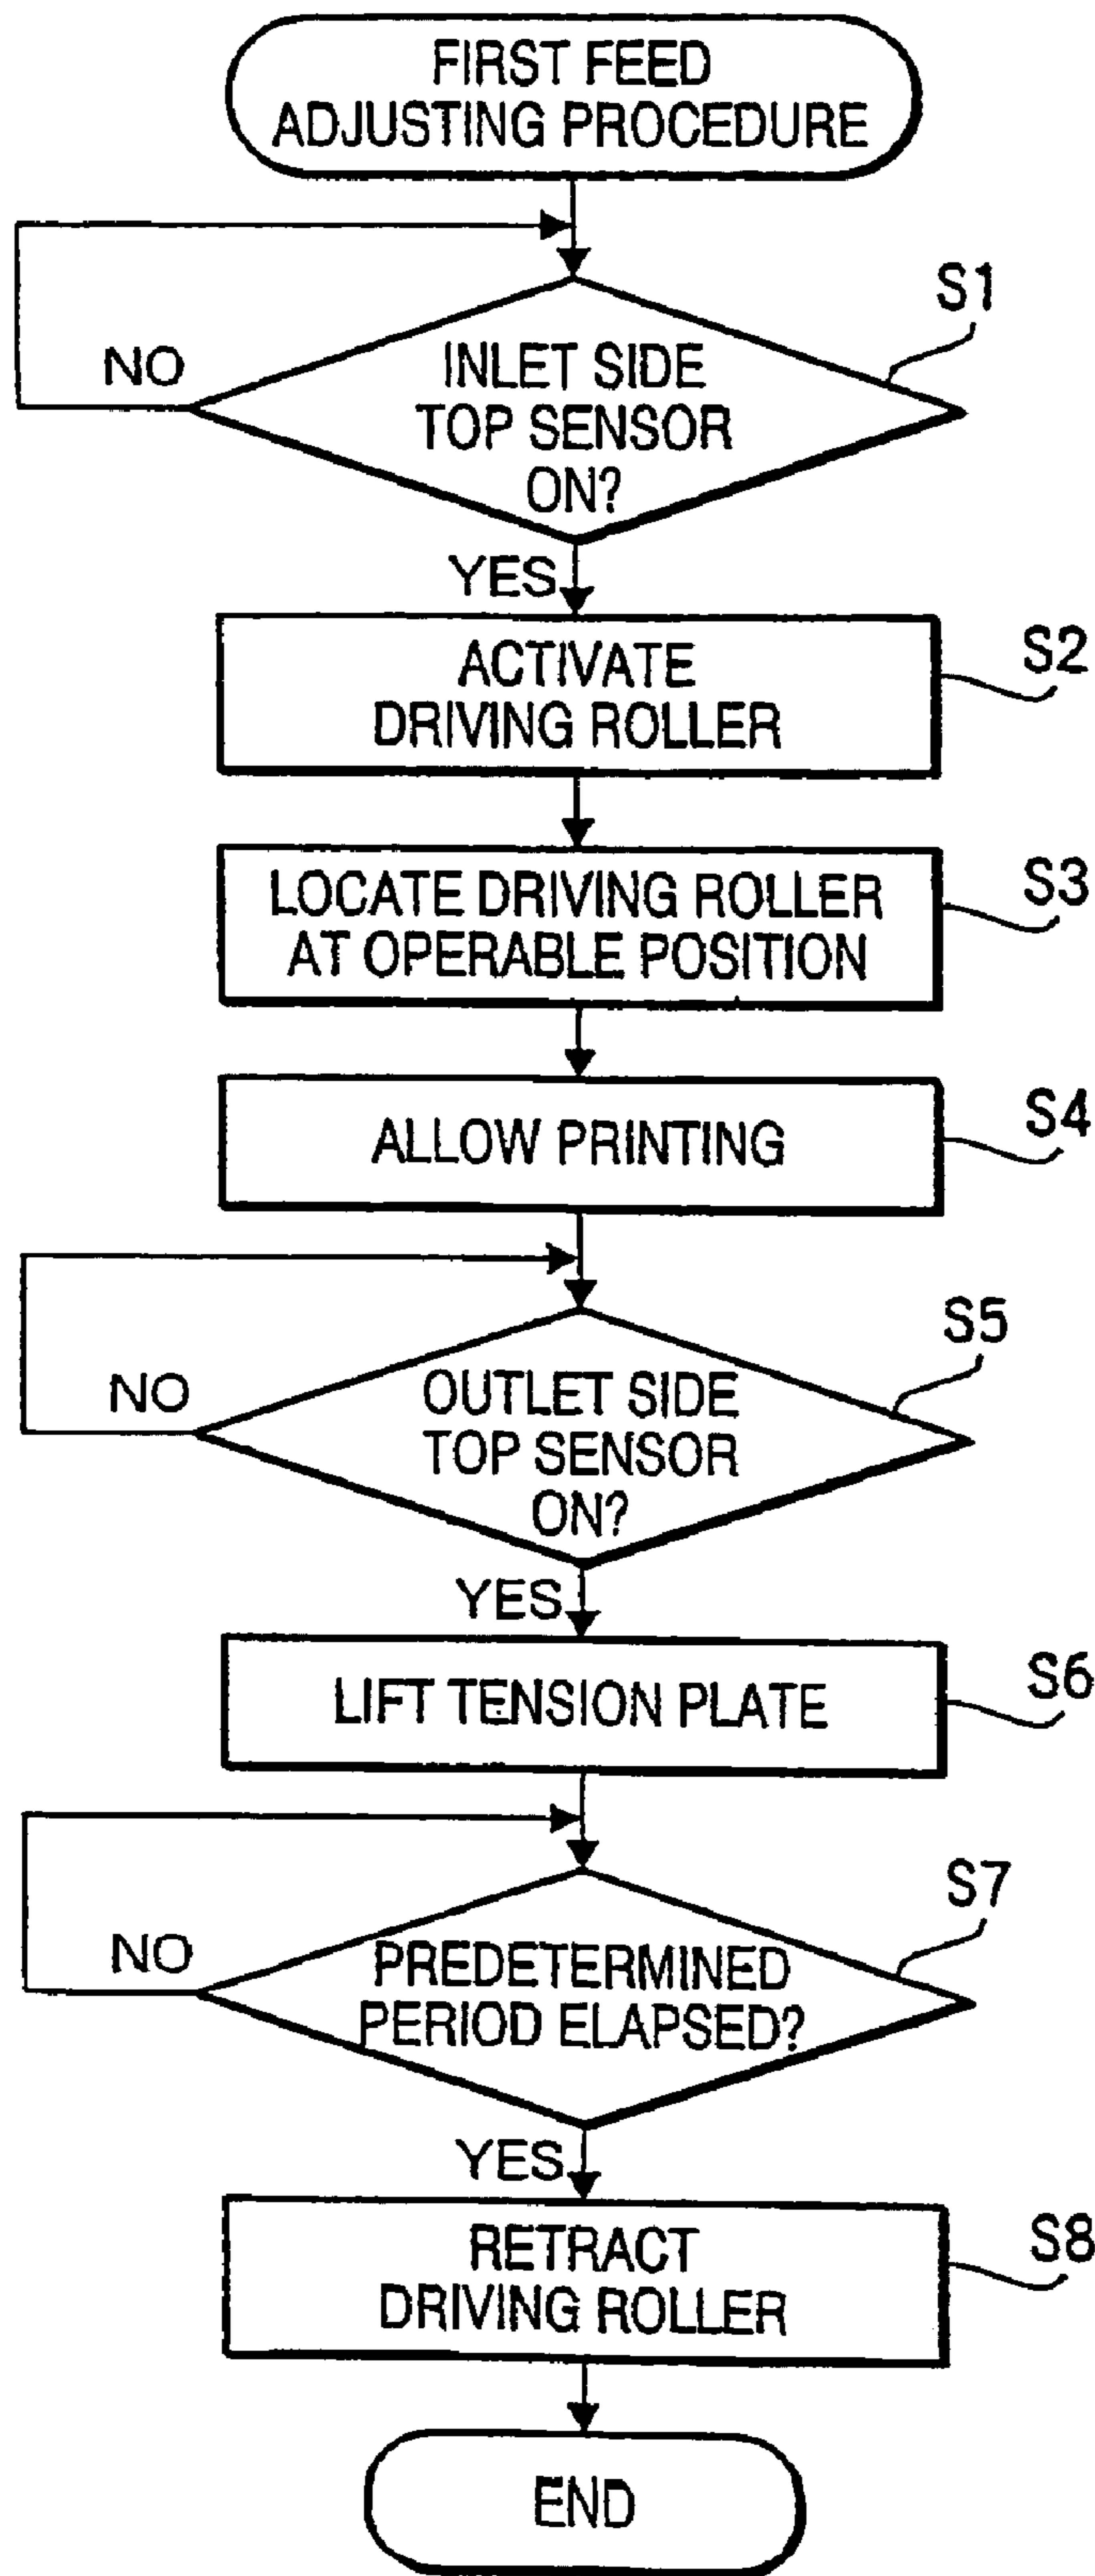 FIRST FEED
ADJUSTING PROCEDURE
S1
NO
INLET SIDE
TOP SENSOR
ON?
YES
S2
ACTIVATE
DRIVING ROLLER
S3
LOCATE DRIVING ROLLER
AT OPERABLE POSITION
S4
ALLOW PRINTING
S5
NO
OUTLET SIDE
TOP SENSOR
ON?
YES
S6
LIFT TENSION PLATE
S7
NO
PREDETERMINED
PERIOD ELAPSED?
YES
S8
RETRACT
DRIVING ROLLER
END